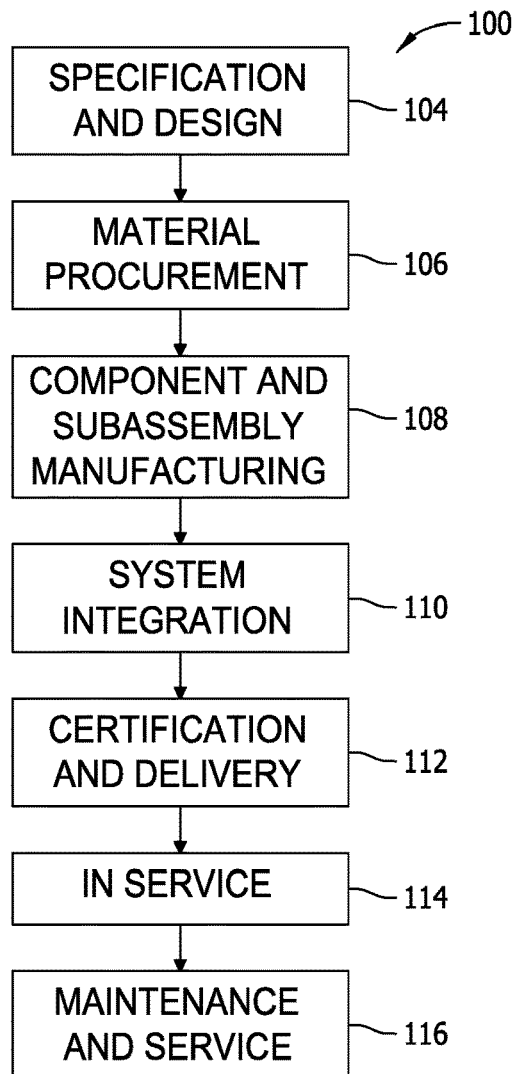 100
SPECIFICATION
AND DESIGN
104
MATERIAL
PROCUREMENT
106
COMPONENT AND
SUBASSEMBLY
MANUFACTURING
108
SYSTEM
INTEGRATION
110
CERTIFICATION
AND DELIVERY
112
IN SERVICE
114
MAINTENANCE
AND SERVICE
116